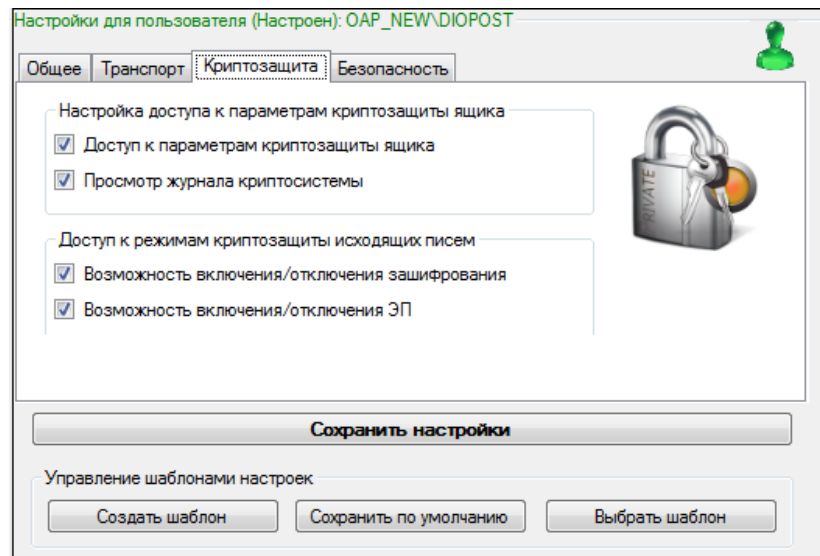 Настройки для пользователя (Настроен): OAP_NEW\DIOPOST
Общее Транспорт Криптозащита Безопасность
Настройка доступа к параметрам криптозащиты ящика
Доступ к параметрам криптозащиты ящика
Просмотр журнала криптосистемы
PRIVATE
Доступ к режимам криптозащиты исходящих писем
Возможность включения/отключения зашифрования
Возможность включения/отключения ЭП
Сохранить настройки
Управление шаблонами настроек
Создать шаблон Сохранить по умолчанию Выбрать шаблон